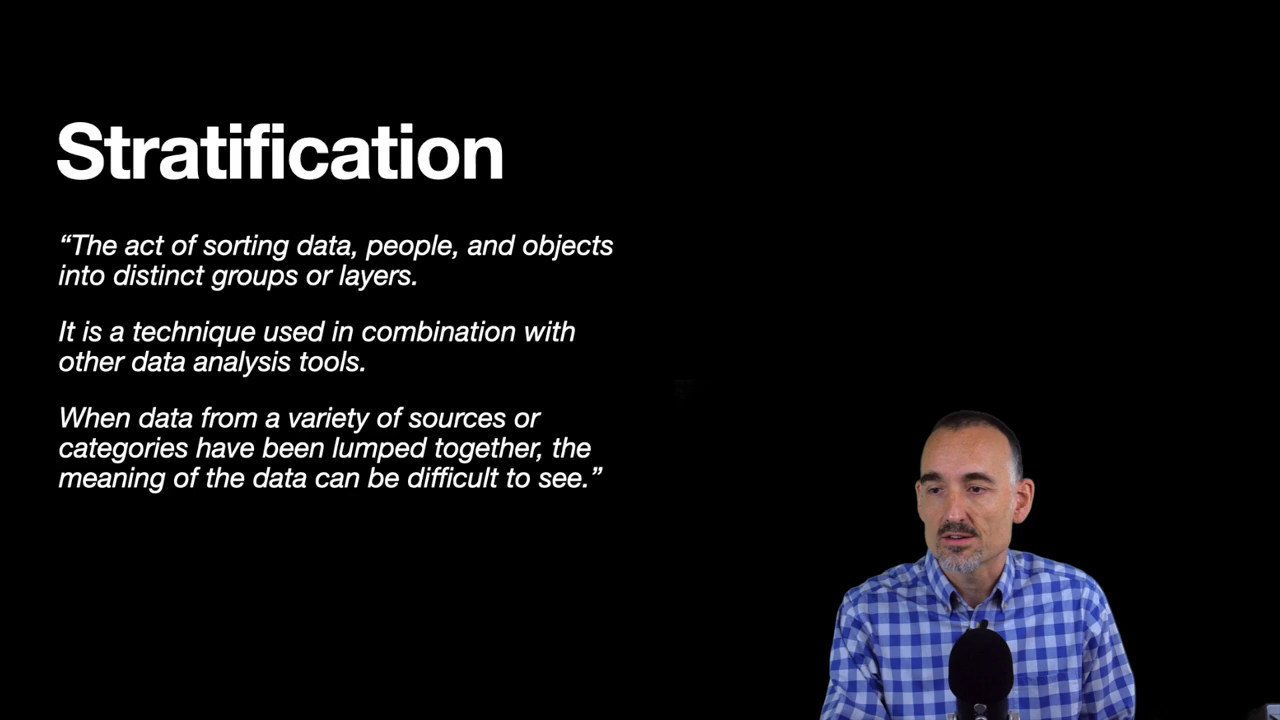 Stratification
“The act of sorting data, people, and objects
into distinct groups or layers.
It is a technique used in combination with
other data analysis tools.
When data from a variety of sources or
categories have been lumped together, the
meaning of the data can be difficult to see.”